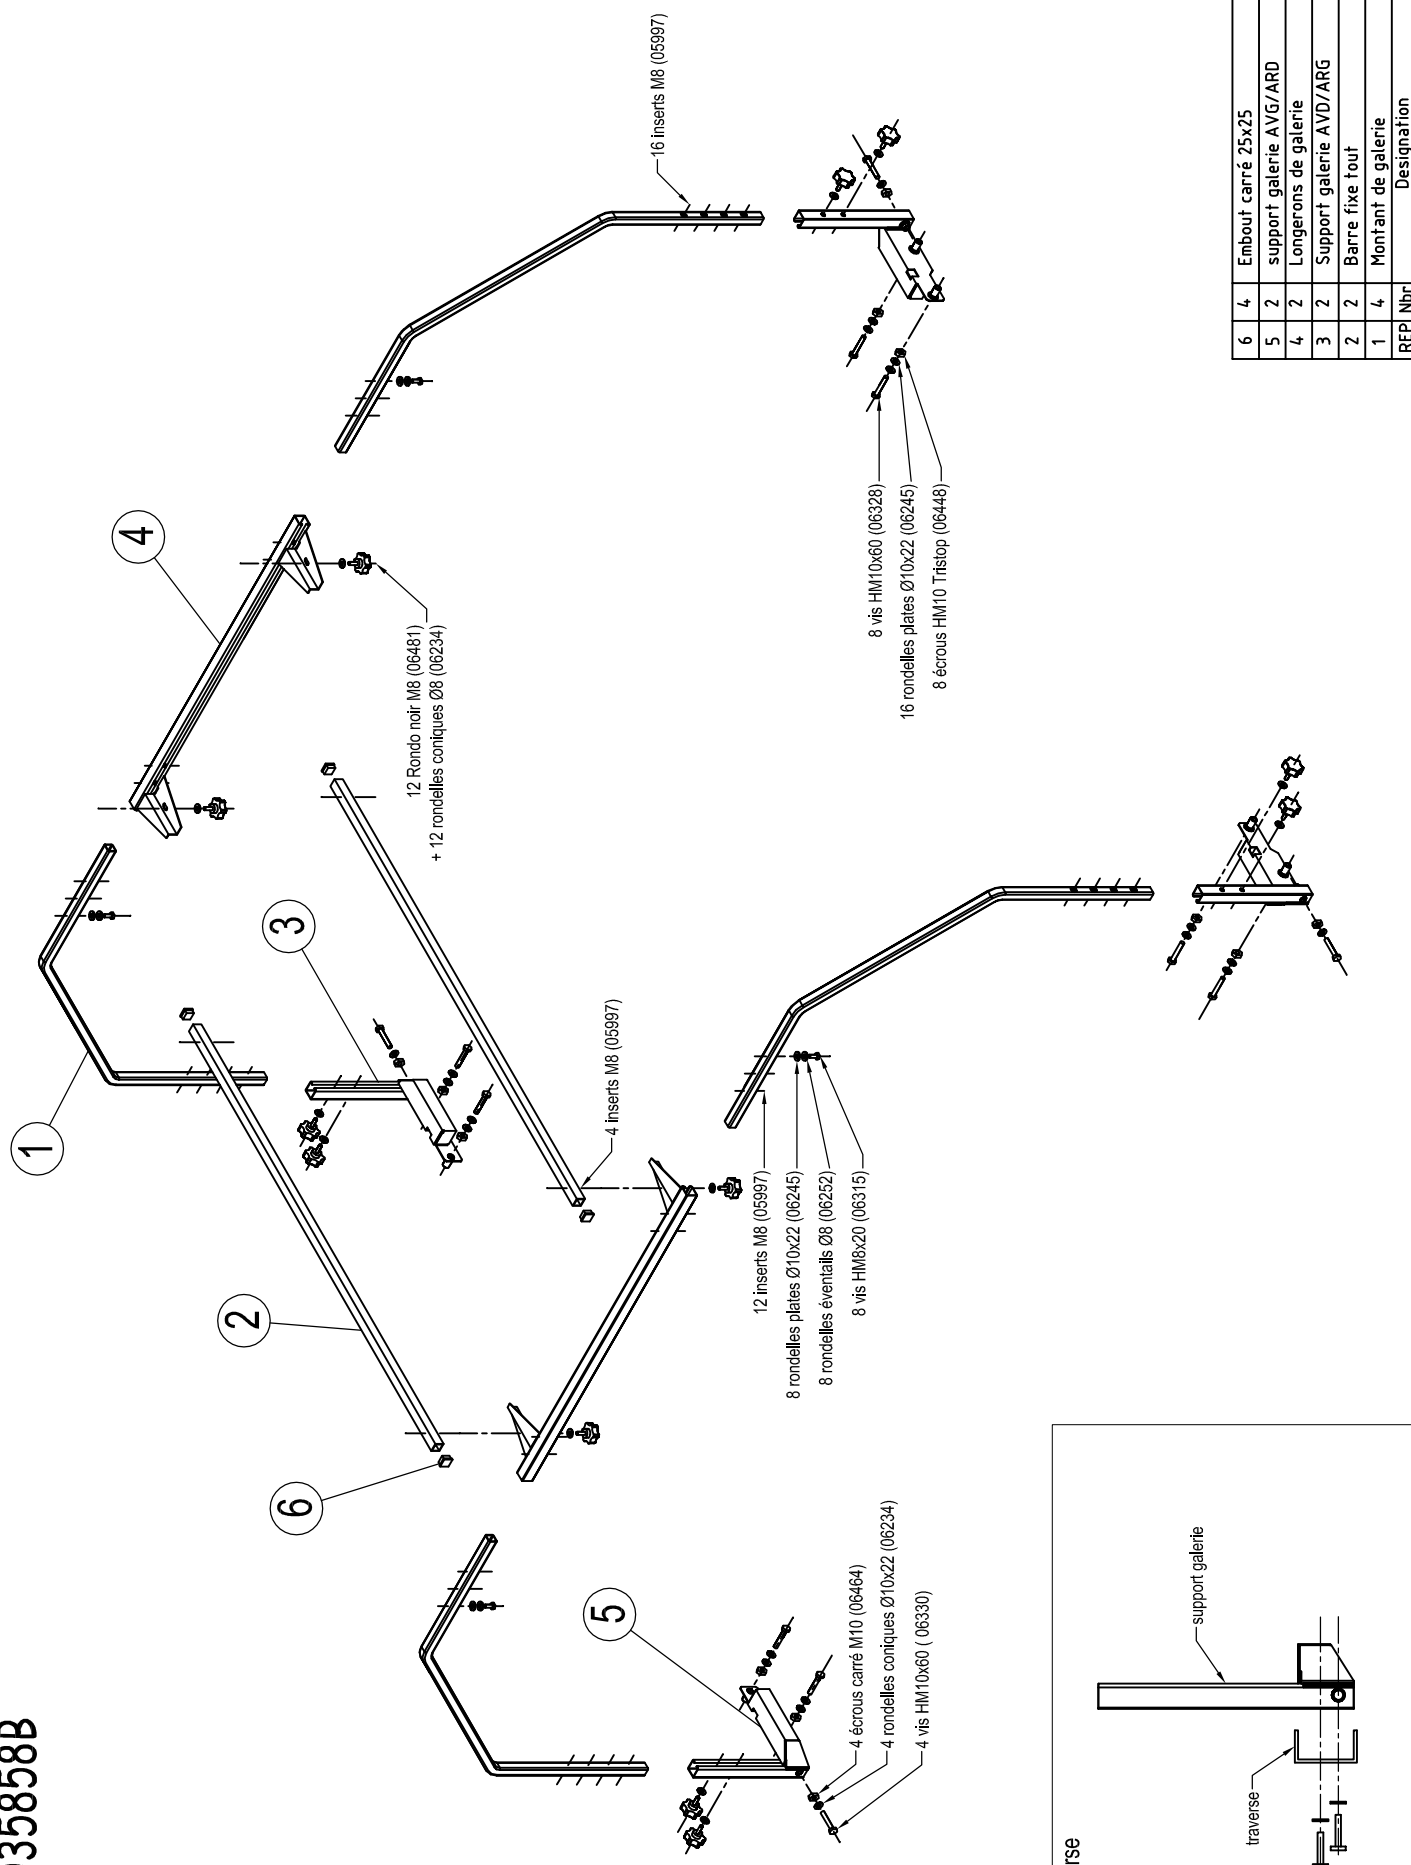 35858B
1
2
3
4
5
6
16 inserts M8 (05997)
12 Rondo noir M8 (06481)
+ 12 rondelles coniques Ø8 (06234)
8 vis HM10x60 (06328)
16 rondelles plates Ø10x22 (06245)
8 écrous HM10 Tristop (06448)
4 inserts M8 (05997)
12 inserts M8 (05997)
8 rondelles plates Ø10x22 (06245)
8 rondelles éventails Ø8 (06252)
8 vis HM8x20 (06315)
4 écrous carré M10 (06464)
4 rondelles coniques Ø10x22 (06234)
4 vis HM10x60 ( 06330)
support galerie
traverse
rse
6 4 Embout carré 25x25
5 2 support galerie AVG/ARD
4 2 Longerons de galerie
3 2 Support galerie AVD/ARG
2 2 Barre fixe tout
1 4 Montant de galerie
REP Nbr Designation